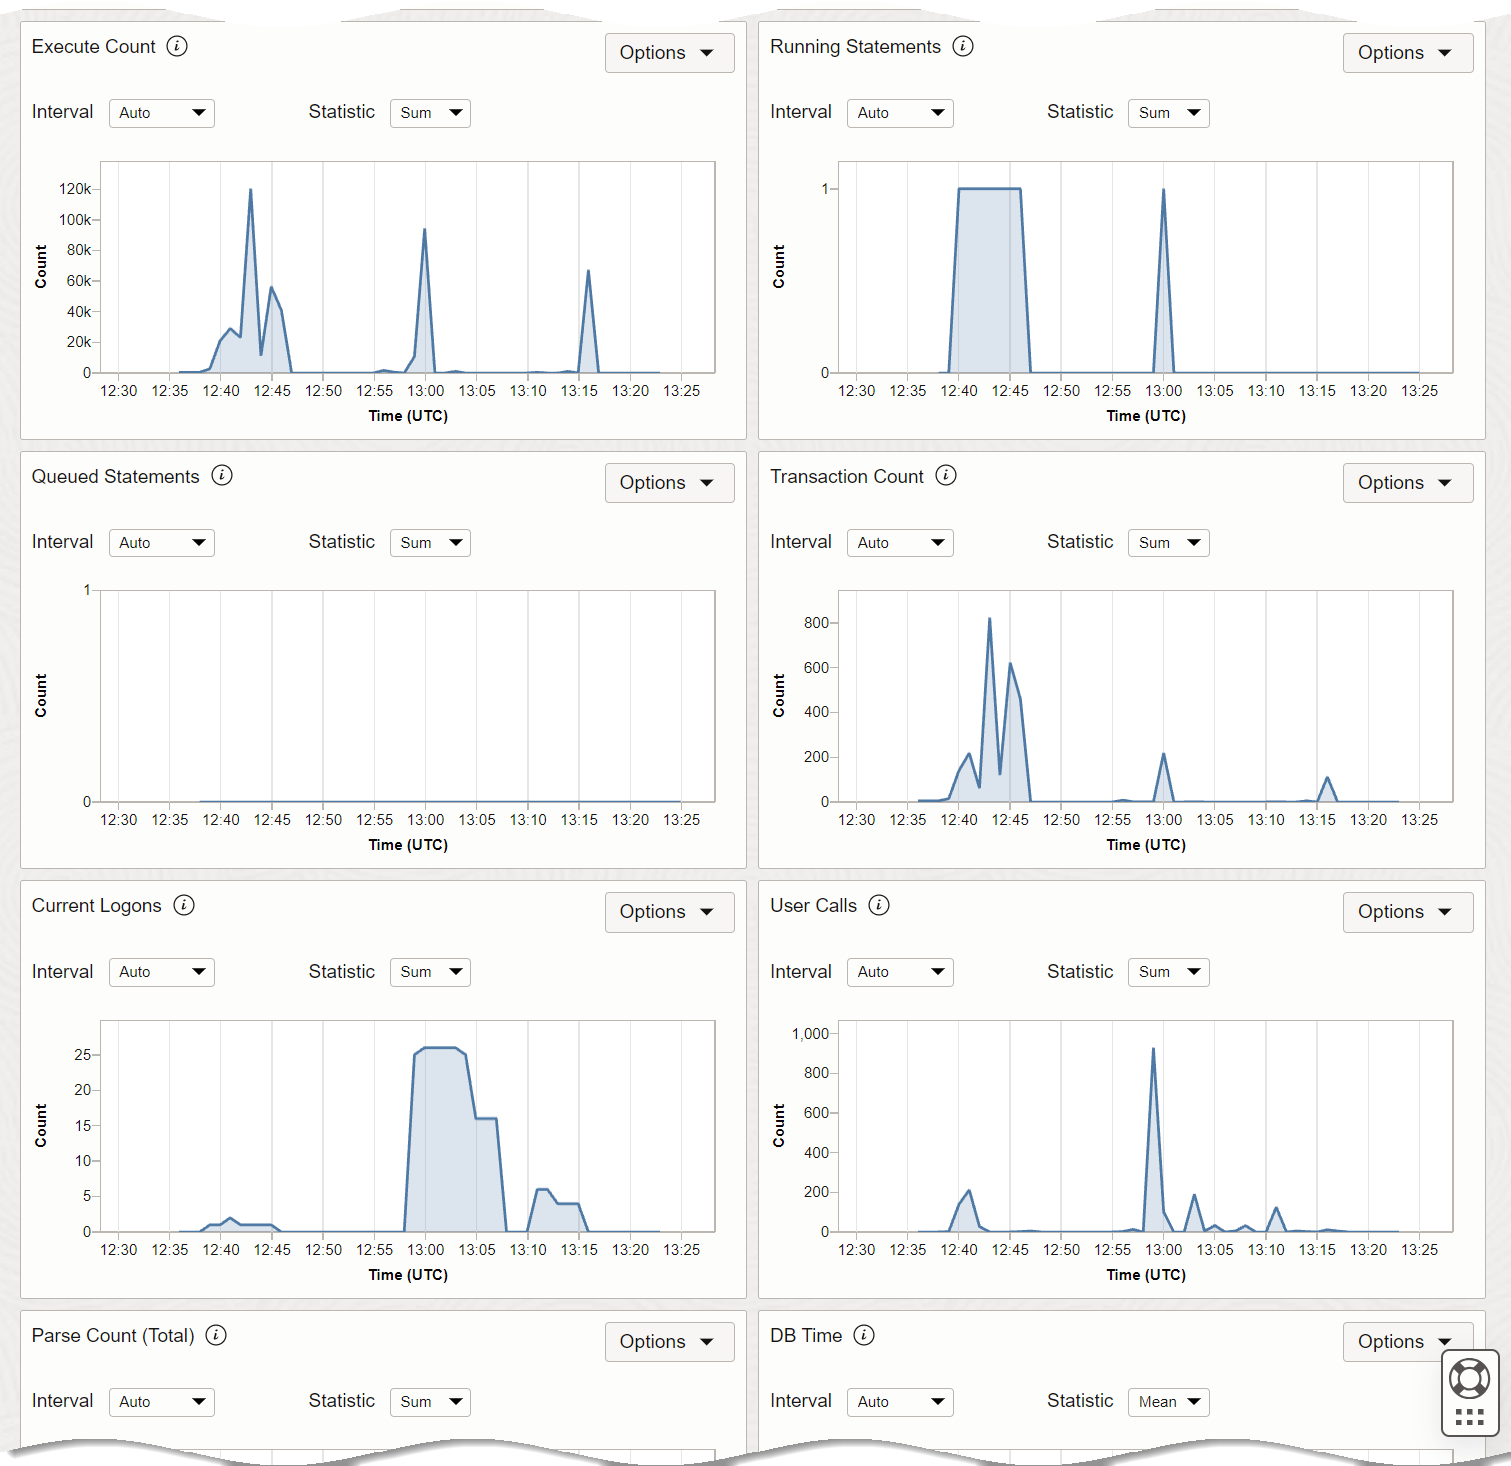 Execute Count
Options
Interval Auto Statistic Sum
120k
100k
80k
60k
40k
20k
0
Count
12:30 12:35 12:40 12:45 12:50 12:55 13:00 13:05 13:10 13:15 13:20 13:25
Time (UTC)
Running Statements
Options
Interval Auto Statistic Sum
1
0
Count
12:30 12:35 12:40 12:45 12:50 12:55 13:00 13:05 13:10 13:15 13:20 13:25
Time (UTC)
Queued Statements
Options
Interval Auto Statistic Sum
1
0
Count
12:30 12:35 12:40 12:45 12:50 12:55 13:00 13:05 13:10 13:15 13:20 13:25
Time (UTC)
Transaction Count
Options
Interval Auto Statistic Sum
800
600
400
200
0
Count
12:30 12:35 12:40 12:45 12:50 12:55 13:00 13:05 13:10 13:15 13:20 13:25
Time (UTC)
Current Logons
Options
Interval Auto Statistic Sum
25
20
15
10
5
0
Count
12:30 12:35 12:40 12:45 12:50 12:55 13:00 13:05 13:10 13:15 13:20 13:25
Time (UTC)
User Calls
Options
Interval Auto Statistic Sum
1,000
800
600
400
200
0
Count
12:30 12:35 12:40 12:45 12:50 12:55 13:00 13:05 13:10 13:15 13:20 13:25
Time (UTC)
Parse Count (Total)
Options
Interval Auto Statistic Sum
DB Time
Options
Interval Auto Statistic Mean